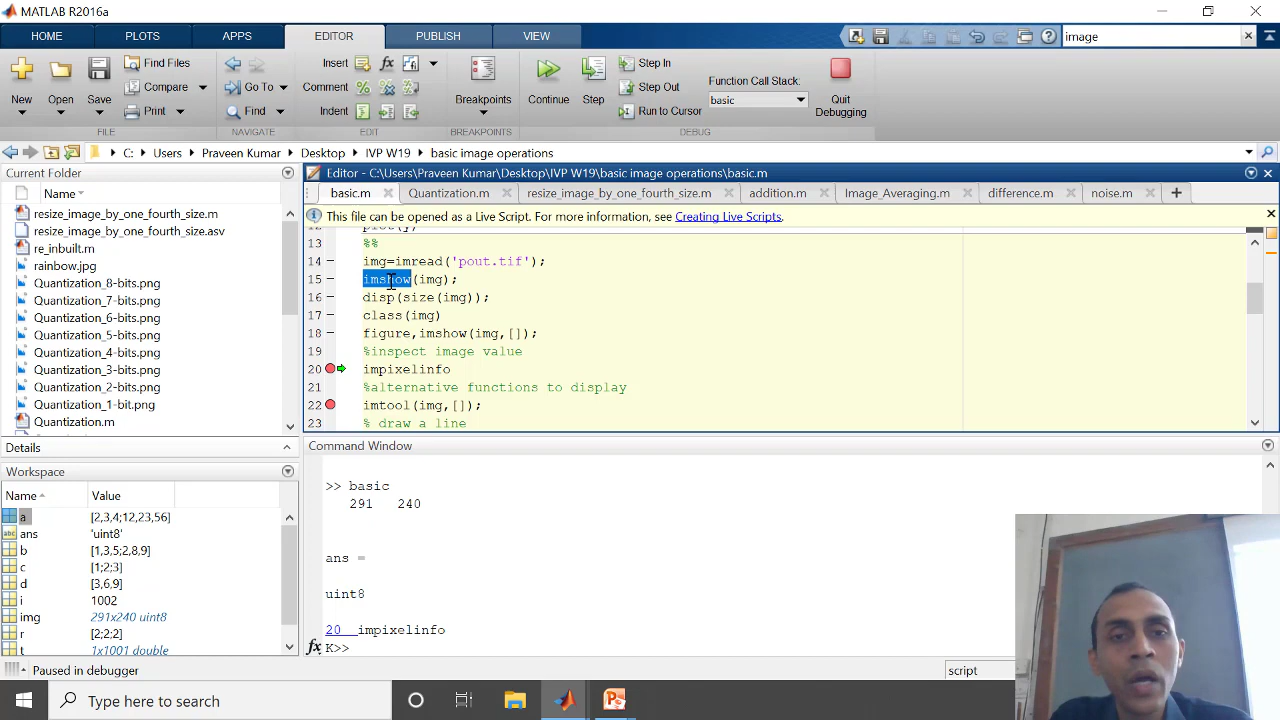 MATLAB R2016a
HOME PLOTS APPS EDITOR PUBLISH VIEW image
New Open Save Find Files Compare Print Go To Find Insert Comment Indent Breakpoints Continue Step Step In Step Out Run to Cursor Function Call Stack: basic Quit Debugging
FILE NAVIGATE EDIT BREAKPOINTS DEBUG
C: Users Praveen Kumar Desktop IVP W19 basic image operations
Current Folder
Name
resize_image_by_one_fourth_size.m
resize_image_by_one_fourth_size.asv
re_inbuilt.m
rainbow.jpg
Quantization_8-bits.png
Quantization_7-bits.png
Quantization_6-bits.png
Quantization_5-bits.png
Quantization_4-bits.png
Quantization_3-bits.png
Quantization_2-bits.png
Quantization_1-bit.png
Quantization.m
Details
Workspace
Name Value
a [2,3,4;12,23,56]
ans 'uint8'
b [1,3,5;2,8,9]
c [1;2;3]
d [3,6,9]
i 1002
img 291x240 uint8
r [2;2;2]
t 1x1001 double
Editor - C:\Users\Praveen Kumar\Desktop\IVP W19\basic image operations\basic.m
basic.m Quantization.m resize_image_by_one_fourth_size.m addition.m Image_Averaging.m difference.m noise.m
This file can be opened as a Live Script. For more information, see Creating Live Scripts.
12 plot(y)
13 %%
14 img=imread('pout.tif');
15 imshow(img);
16 disp(size(img));
17 class(img)
18 figure,imshow(img,[]);
19 %inspect image value
20 impixelinfo
21 %alternative functions to display
22 imtool(img,[]);
23 % draw a line
Command Window
>> basic
291 240
ans =
uint8
20 impixelinfo
fx K>>
Paused in debugger script
Type here to search